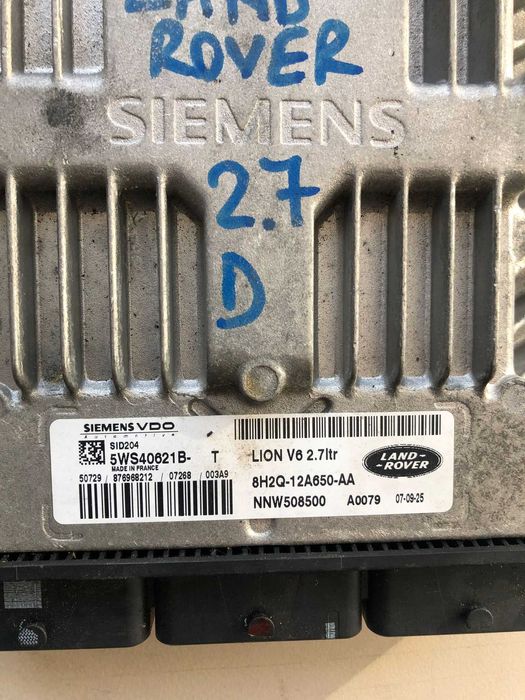 LAND
ROVER
SIEMENS
2.7
D
SIEMENS VDO
Automotive
SID204
5WS40621B- T
MADE IN FRANCE
50729 / 876968212 / 07268 / 003A9
LION V6 2.7ltr
8H2Q-12A650-AA
NNW508500 A0079 07-09-25
LAND-
-ROVER